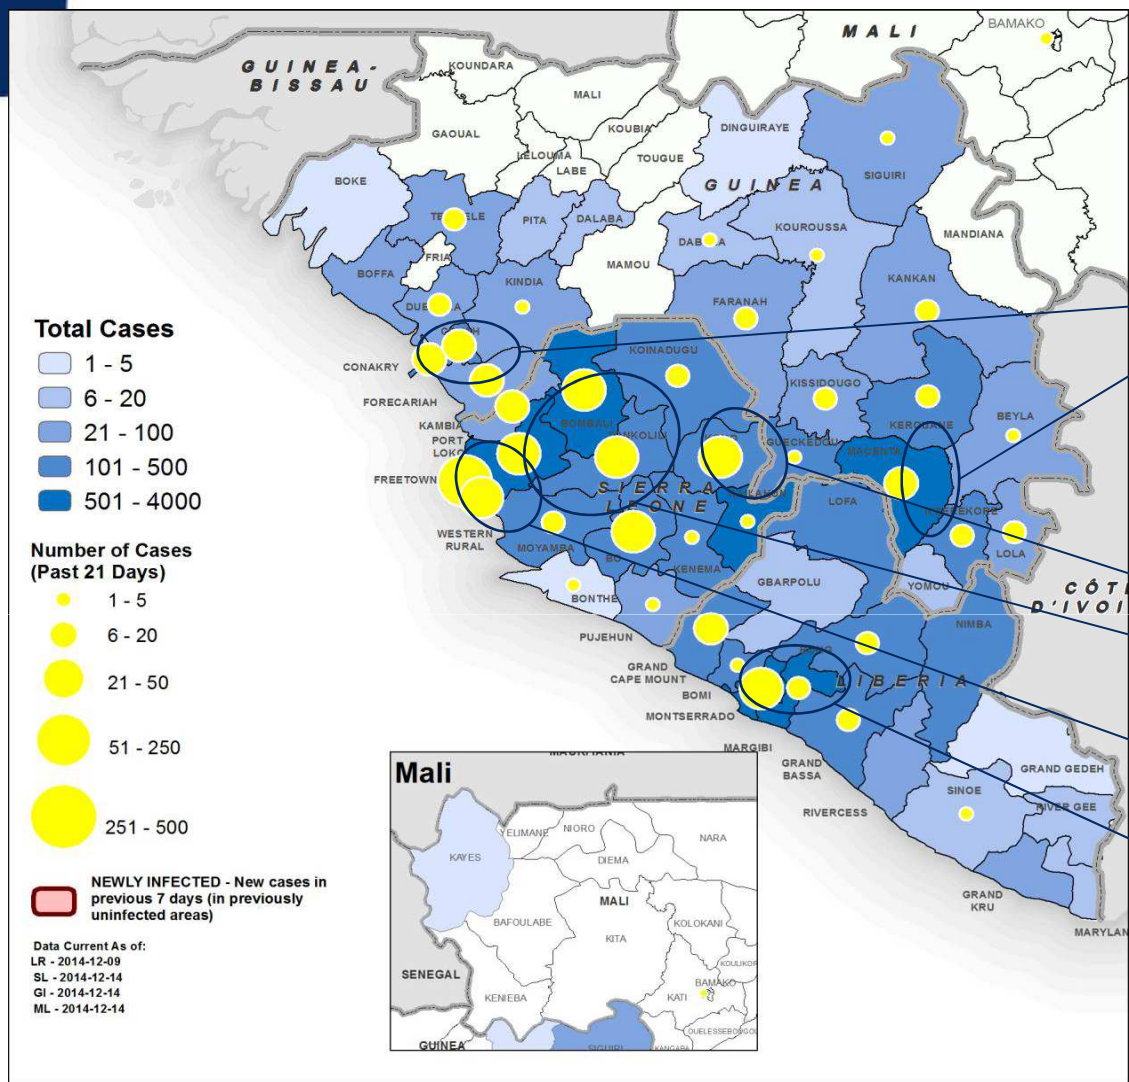 BAMAKO
MALI
GUINEA-
BISSAU
KOUNDARA
MALI
GAOUAL
KOUBIA
DINGUIRAYE
LELOUMA
TOUGUE
LABE
SIGUIRI
BOKE
GUINEA
PITA
DALABA
KOUROUSSA
MANDIANA
FRIA
MAMOU
BOFFA
KINDIA
KANKAN
FARANAH
Total Cases
1 - 5
6 - 20
21 - 100
101 - 500
501 - 4000
KOINADUGU
CONAKRY
KISSIDOUGO
FORECARIAH
KEROUANE
BEYLA
KAMBIA
BOMBALI
PORT
LOKO
GUECKEDOU
MACENTA
FREETOWN
SIERRA
LEONE
LOFA
WESTERN
RURAL
MOYAMBA
BO
KENEMA
LOLA
GBARPOLU
YOMOU
CÔT
D'IVOI
BONTHE
PUJEHUN
NIMBA
GRAND
CAPE MOUNT
BOMI
LIBERIA
MONTSERRADO
MARGIBI
GRAND
BASSA
GRAND GEDEH
RIVERCESS
SINOE
RIVER GEE
GRAND
KRU
MARYLAN
Number of Cases
(Past 21 Days)
1 - 5
6 - 20
21 - 50
51 - 250
251 - 500
NEWLY INFECTED - New cases in
previous 7 days (in previously
uninfected areas)
Data Current As of:
LR - 2014-12-09
SL - 2014-12-14
GI - 2014-12-14
ML - 2014-12-14
Mali
YELIMANE
NIORO
NARA
KAYES
DIEMA
MALI
BAFOULABE
KOLOKANI
KITA
SENEGAL
BAMAKO
KENIEBA
KATI
GUINEA
SIGUIRI
KANGABA